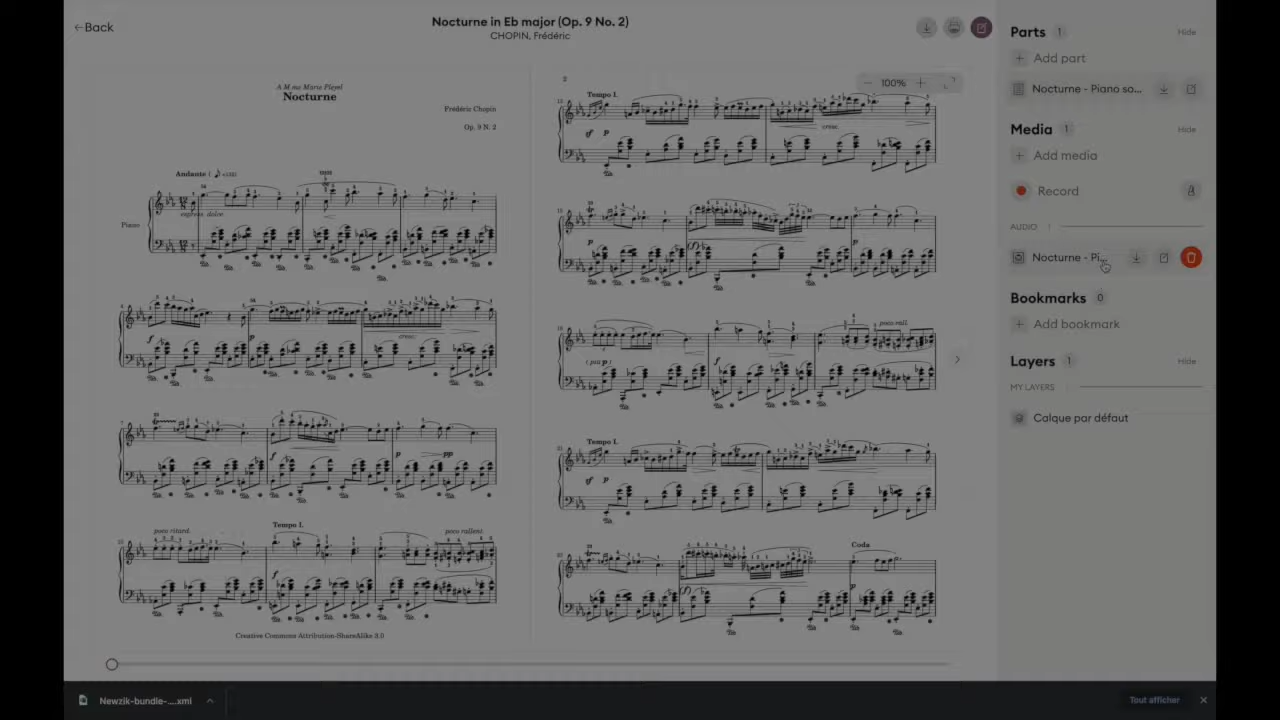 ←Back
Nocturne in Eb major (Op. 9 No. 2)
CHOPIN, Frédéric
A M.me Marie Pleyel
Nocturne
Frédéric Chopin
Op. 9 N. 2
Andante
espress. dolce
Piano
f
p
cresc.
f
p
pp
poco ritard.
Tempo I.
poco rallent.
f
Creative Commons Attribution-ShareAlike 3.0
2
100%
Tempo I.
sf
p
cresc.
p
p
poco rall.
f
Tempo I.
sf
p
Coda
p
Parts 1
Hide
Add part
Nocturne - Piano so...
Media 1
Hide
Add media
Record
AUDIO 1
Nocturne - Pi...
Bookmarks 0
Add bookmark
Layers 1
Hide
MY LAYERS
Calque par défaut
Newzik-bundle-....xml
Tout afficher